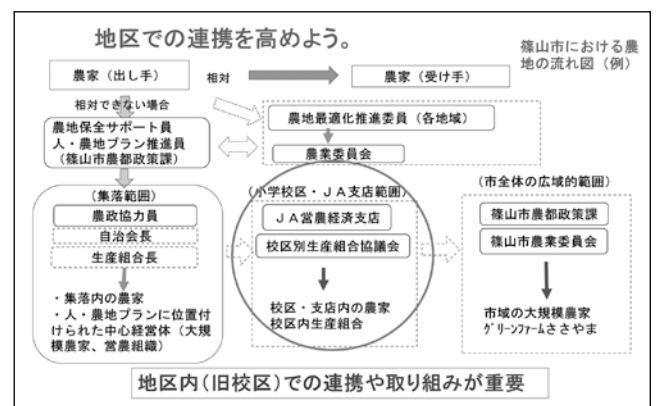 地区での連携を高めよう。
篠山市における農
地の流れ図（例）
農家（出し手）
相対
農家（受け手）
相対できない場合
農地保全サポート員
人・農地プラン推進員
（篠山市農都政策課）
農地最適化推進委員（各地域）
農業委員会
（集落範囲）
農政協力員
自治会長
生産組合長
・集落内の農家
・人・農地プランに位置付
けられた中心経営体（大規
模農家、営農組織）
（小学校区・ＪＡ支店範囲）
ＪＡ営農経済支店
校区別生産組合協議会
校区・支店内の農家
校区内生産組合
（市全体の広域的範囲）
篠山市農都政策課
篠山市農業委員会
市域の大規模農家
ｸﾞﾘｰﾝﾌｧｰﾑささやま
地区内（旧校区）での連携や取り組みが重要